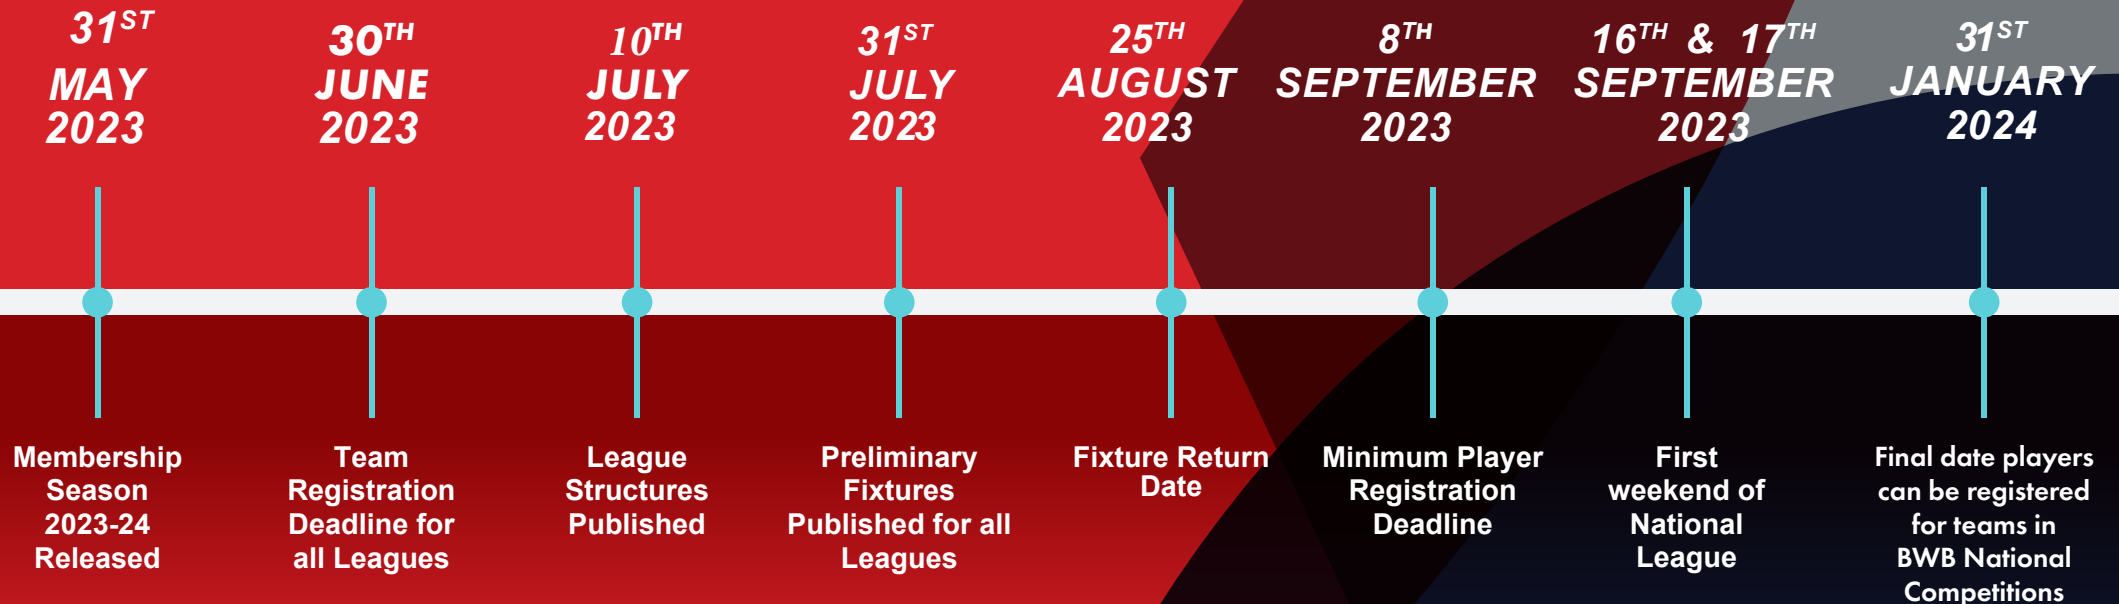 31ST
MAY
2023
30TH
JUNE
2023
10TH
JULY
2023
31ST
JULY
2023
25TH
AUGUST
2023
8TH
SEPTEMBER
2023
16TH & 17TH
SEPTEMBER
2023
31ST
JANUARY
2024
Membership
Season
2023-24
Released
Team
Registration
Deadline for
all Leagues
League
Structures
Published
Preliminary
Fixtures
Published for all
Leagues
Fixture Return
Date
Minimum Player
Registration
Deadline
First
weekend of
National
League
Final date players
can be registered
for teams in
BWB National
Competitions